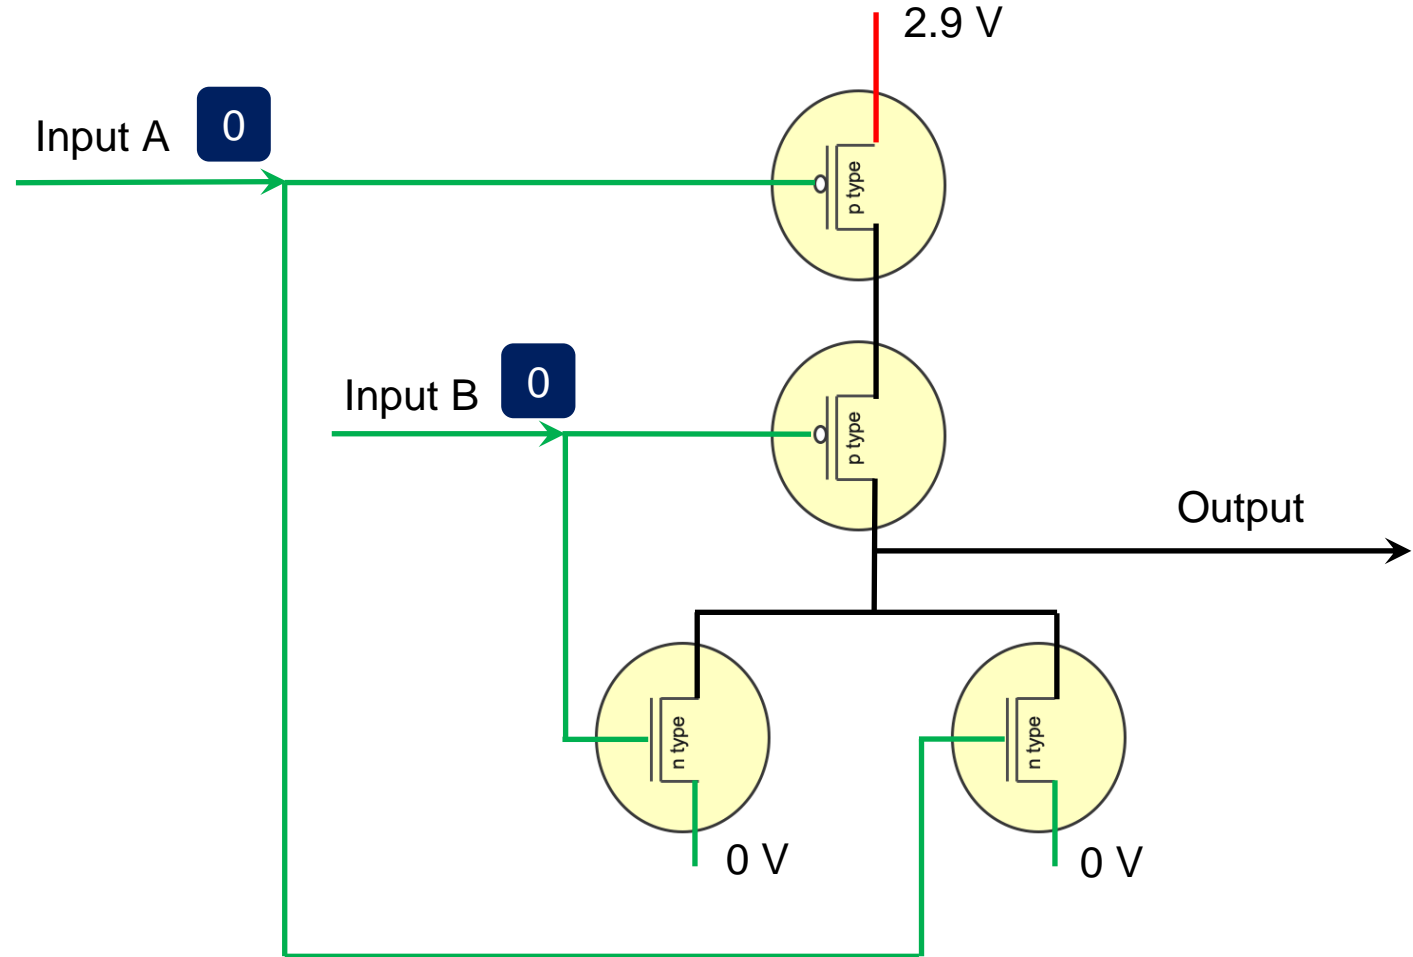 2.9 V
Input A
0
p type
Input B
0
p type
Output
n type
n type
0 V
0 V